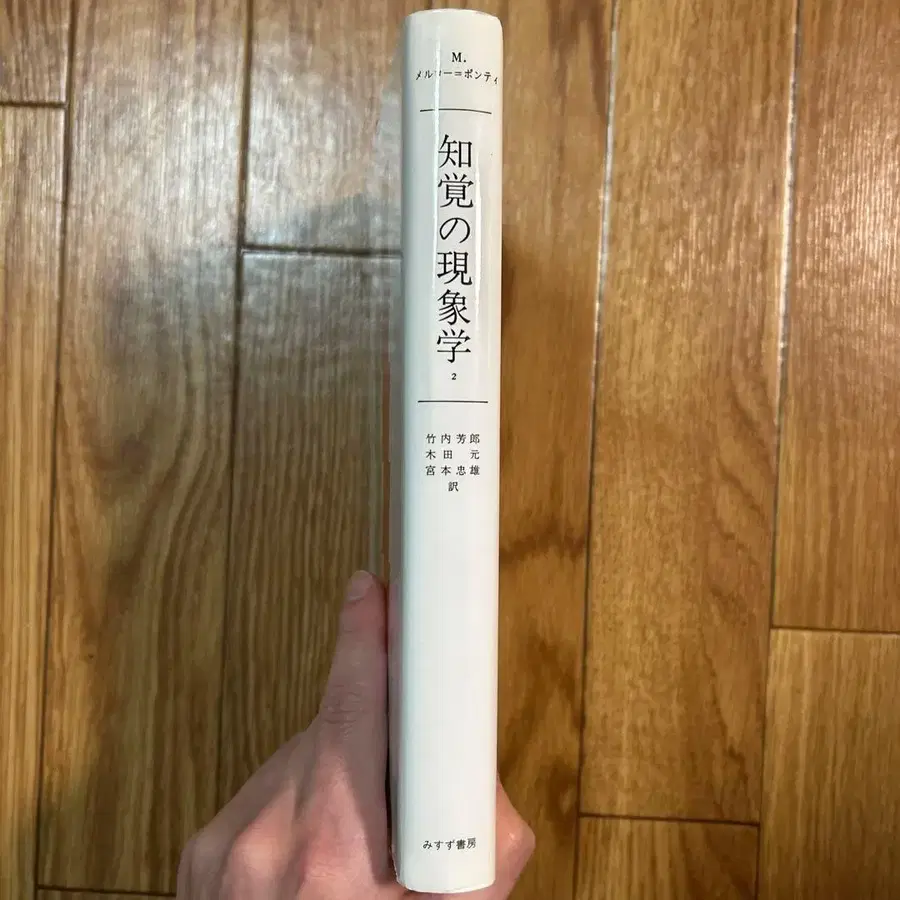 M.
メルロー=ポンティ
知覚の現象学
2
竹内芳郎
木田 元
宮本忠雄
訳
みすず書房